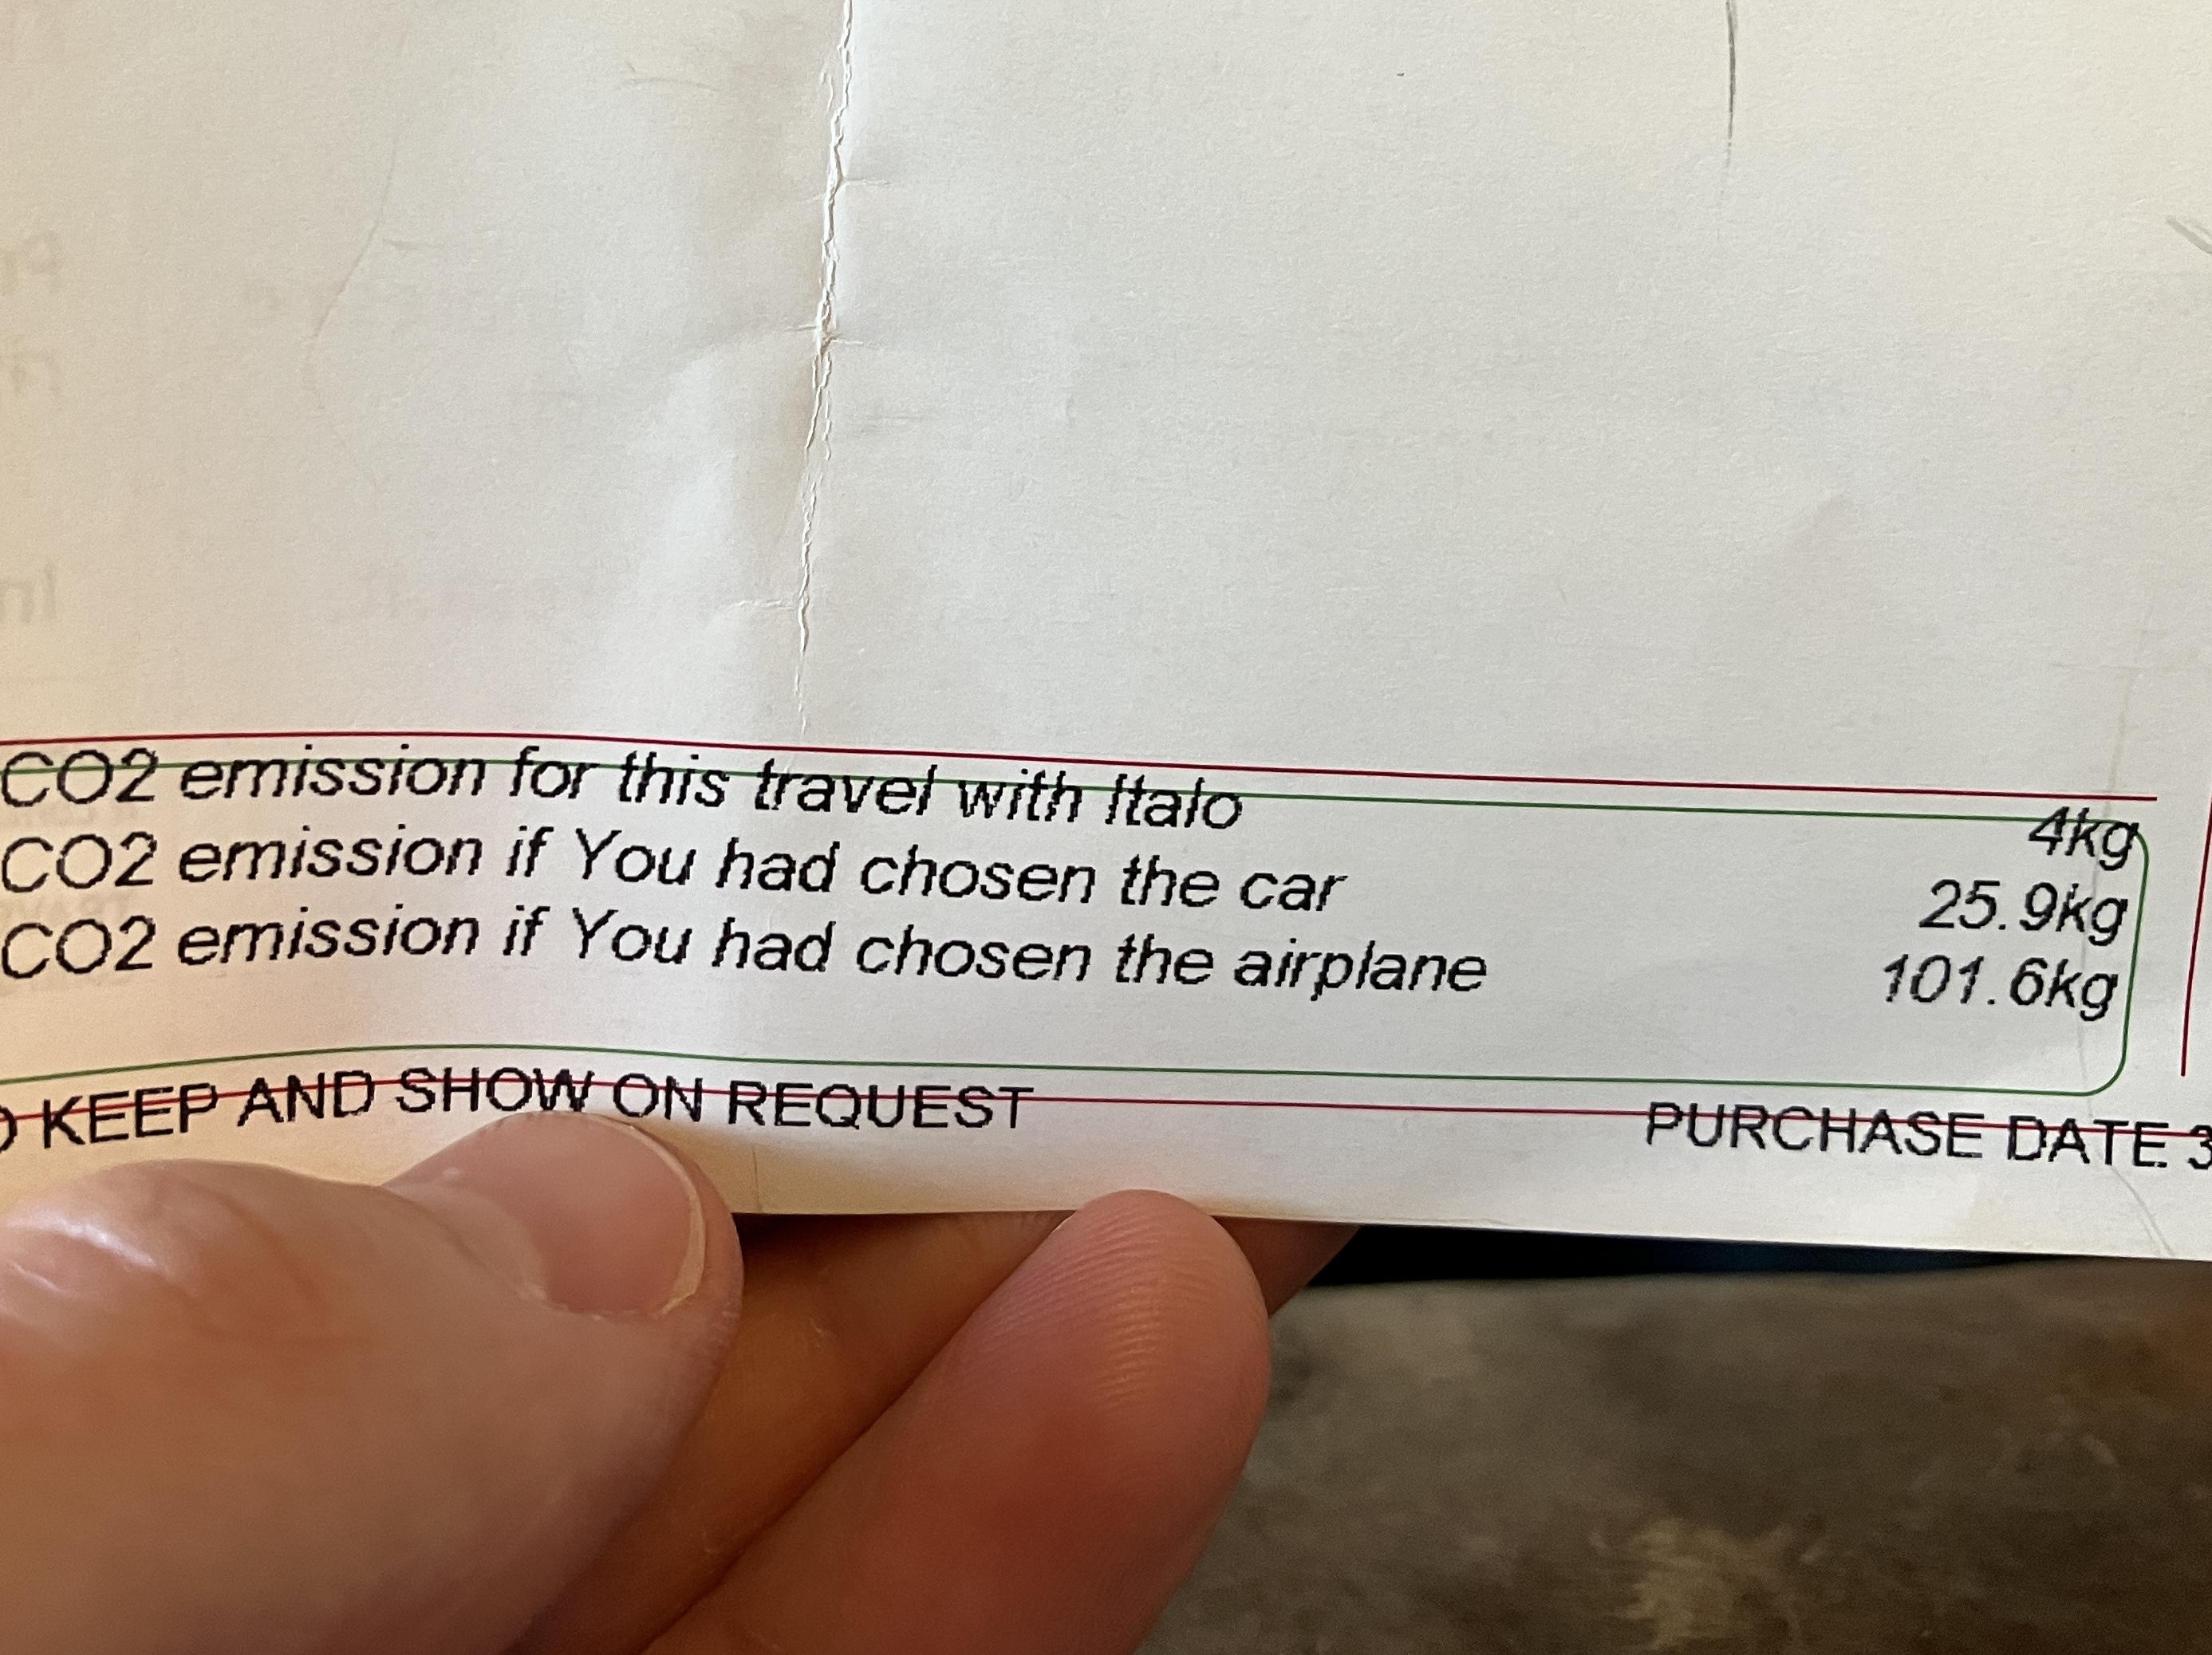 CO2 emission for this travel with Italo 4kg
CO2 emission if You had chosen the car 25.9kg
CO2 emission if You had chosen the airplane 101.6kg
KEEP AND SHOW ON REQUEST PURCHASE DATE 3